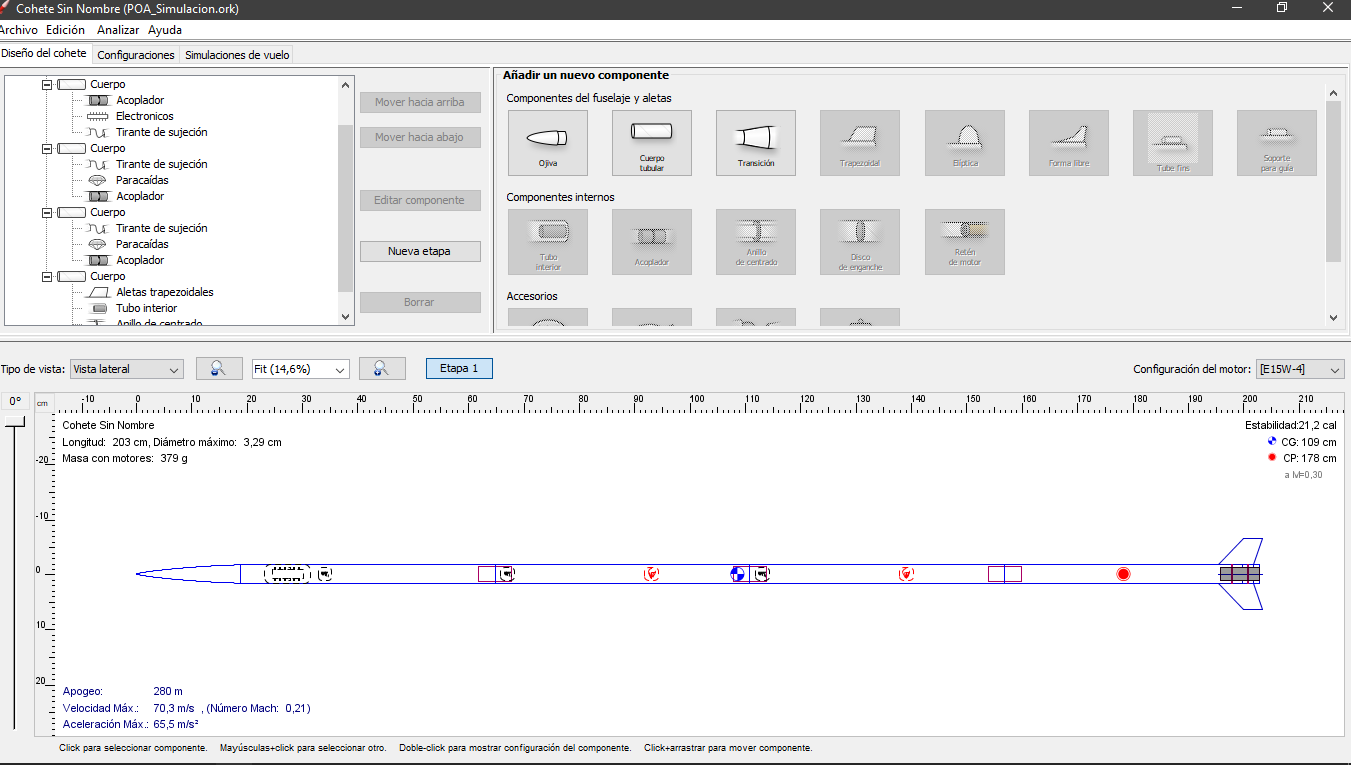 Cohete Sin Nombre (POA_Simulacion.ork)
Archivo Edición Analizar Ayuda
Diseño del cohete Configuraciones Simulaciones de vuelo
Cuerpo
Acoplador
Electronicos
Tirante de sujeción
Cuerpo
Tirante de sujeción
Paracaídas
Acoplador
Cuerpo
Tirante de sujeción
Paracaídas
Acoplador
Cuerpo
Aletas trapezoidales
Tubo interior
Anillo de centrado
Mover hacia arriba
Mover hacia abajo
Editar componente
Nueva etapa
Borrar
Añadir un nuevo componente
Componentes del fuselaje y aletas
Ojiva
Cuerpo
tubular
Transición
Trapezoidal
Elíptica
Forma libre
Tube fins
Soporte
para guía
Componentes internos
Tubo
interior
Acoplador
Anillo
de centrado
Disco
de enganche
Retén
de motor
Accesorios
Tipo de vista: Vista lateral Fit (14,6%) Etapa 1 Configuración del motor: [E15W-4]
0° cm -10 0 10 20 30 40 50 60 70 80 90 100 110 120 130 140 150 160 170 180 190 200 210
Cohete Sin Nombre
Longitud: 203 cm, Diámetro máximo: 3,29 cm
Masa con motores: 379 g
Estabilidad:21,2 cal
CG: 109 cm
CP: 178 cm
a M=0,30
-20
-10
0
10
20
Apogeo: 280 m
Velocidad Máx.: 70,3 m/s , (Número Mach: 0,21)
Aceleración Máx.: 65,5 m/s²
Click para seleccionar componente. Mayúsculas+click para seleccionar otro. Doble-click para mostrar configuración del componente. Click+arrastrar para mover componente.